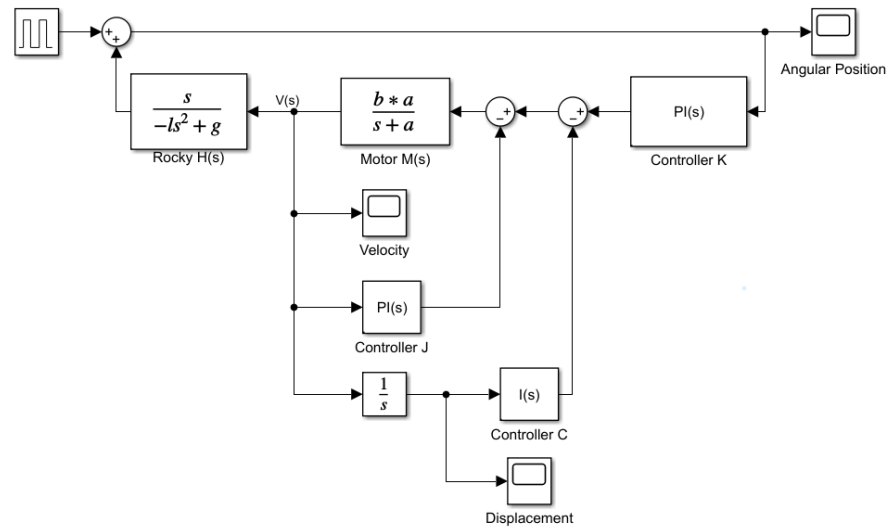 +
+
Angular Position
s
-ls² + g
Rocky H(s)
V(s)
b * a
s + a
Motor M(s)
+
−
+
−
PI(s)
Controller K
Velocity
PI(s)
Controller J
1
s
I(s)
Controller C
Displacement